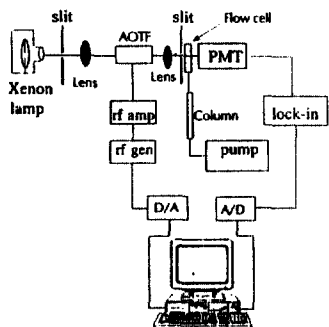 slit
slit
Flow cell
AOTF
PMT
Lens
Lens
Xenon
lamp
rf amp
Column
lock-in
rf gen
pump
D/A
A/D